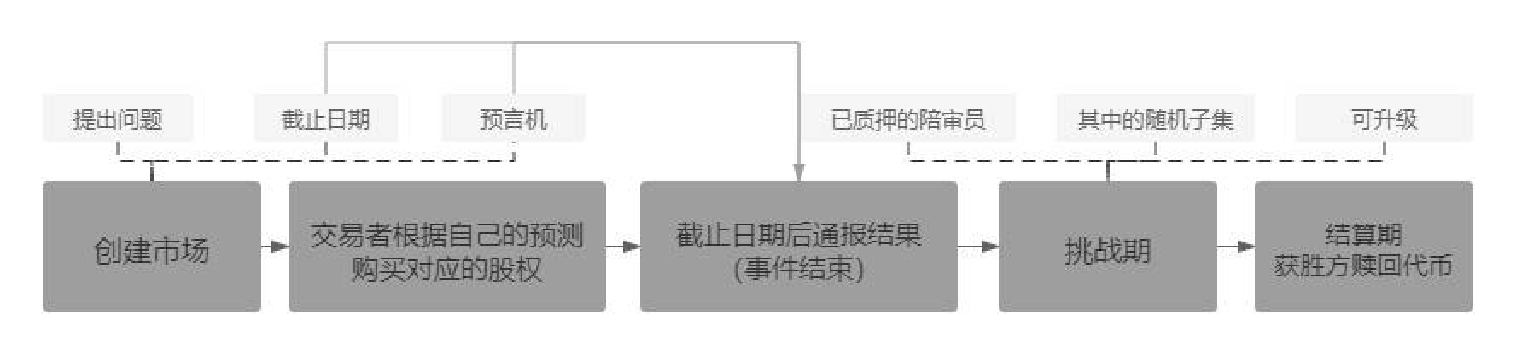 提出问题
截止日期
预言机
已质押的陪审员
其中的随机子集
可升级
创建市场
交易者根据自己的预测
购买对应的股权
截止日期后通报结果
(事件结束)
挑战期
结算期
获胜方赎回代币